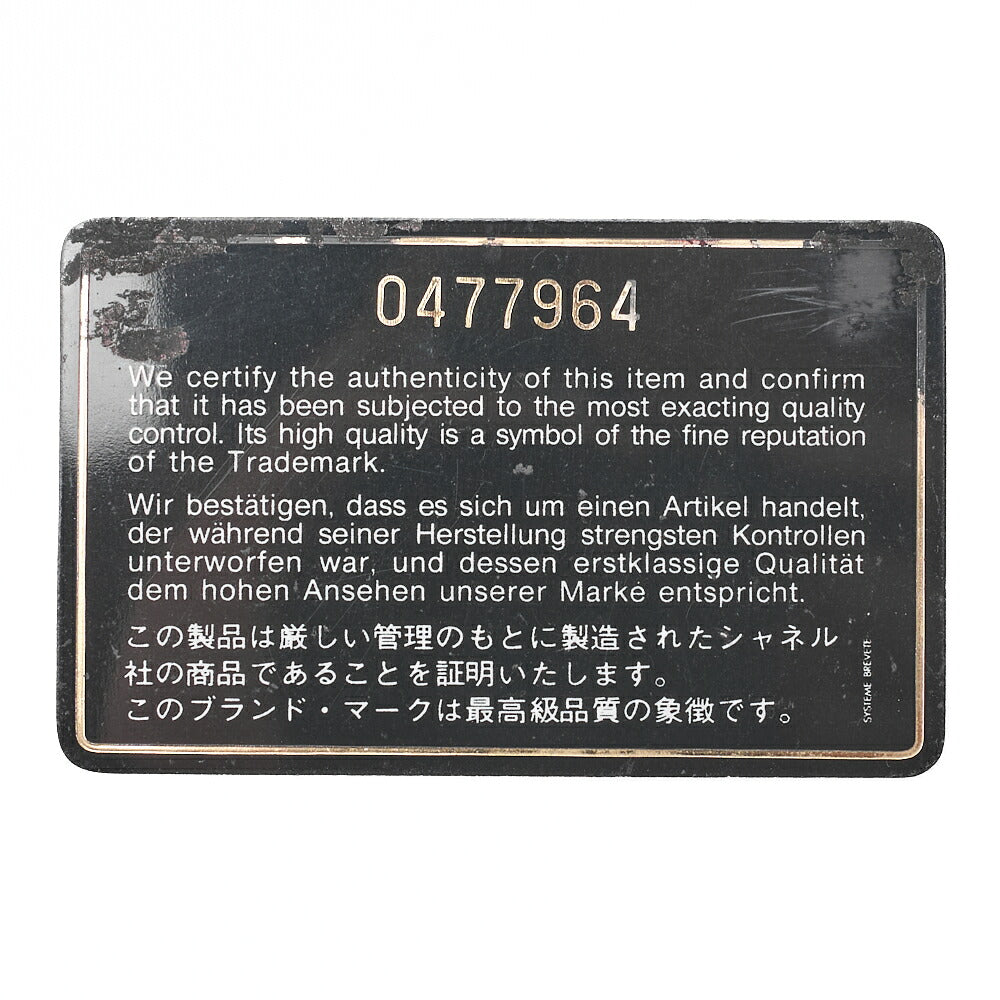 0477964
We certify the authenticity of this item and confirm
that it has been subjected to the most exacting quality
control. Its high quality is a symbol of the fine reputation
of the Trademark.
Wir bestätigen, dass es sich um einen Artikel handelt,
der während seiner Herstellung strengsten Kontrollen
unterworfen war, und dessen erstklassige Qualität
dem hohen Ansehen unserer Marke entspricht.
この製品は厳しい管理のもとに製造されたシャネル
社の商品であることを証明いたします。
このブランド・マークは最高級品質の象徴です。
SYSTEME BREVETE